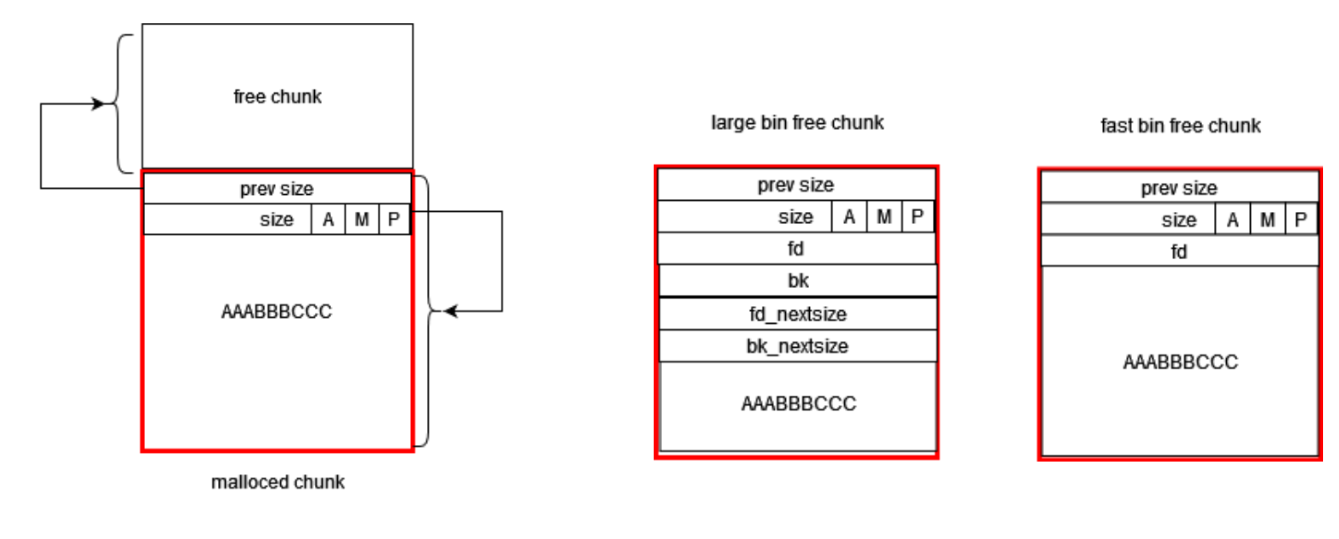 free chunk
prev size
size A M P
AAABBBCCC
malloced chunk
large bin free chunk
prev size
size A M P
fd
bk
fd_nextsize
bk_nextsize
AAABBBCCC
fast bin free chunk
prev size
size A M P
fd
AAABBBCCC